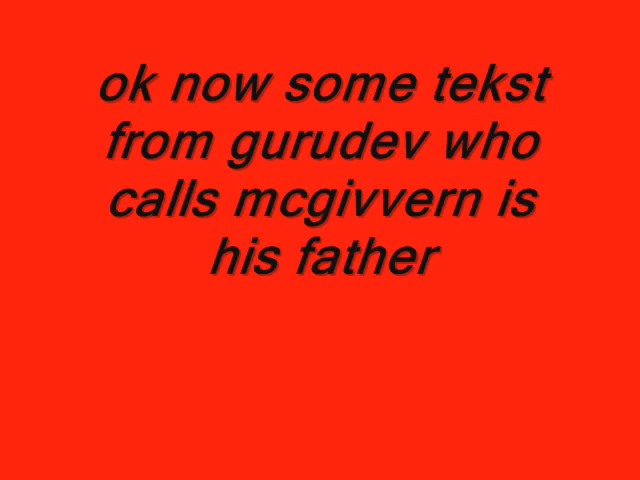 ok now some tekst
from gurudev who
calls mcgivvern is
his father